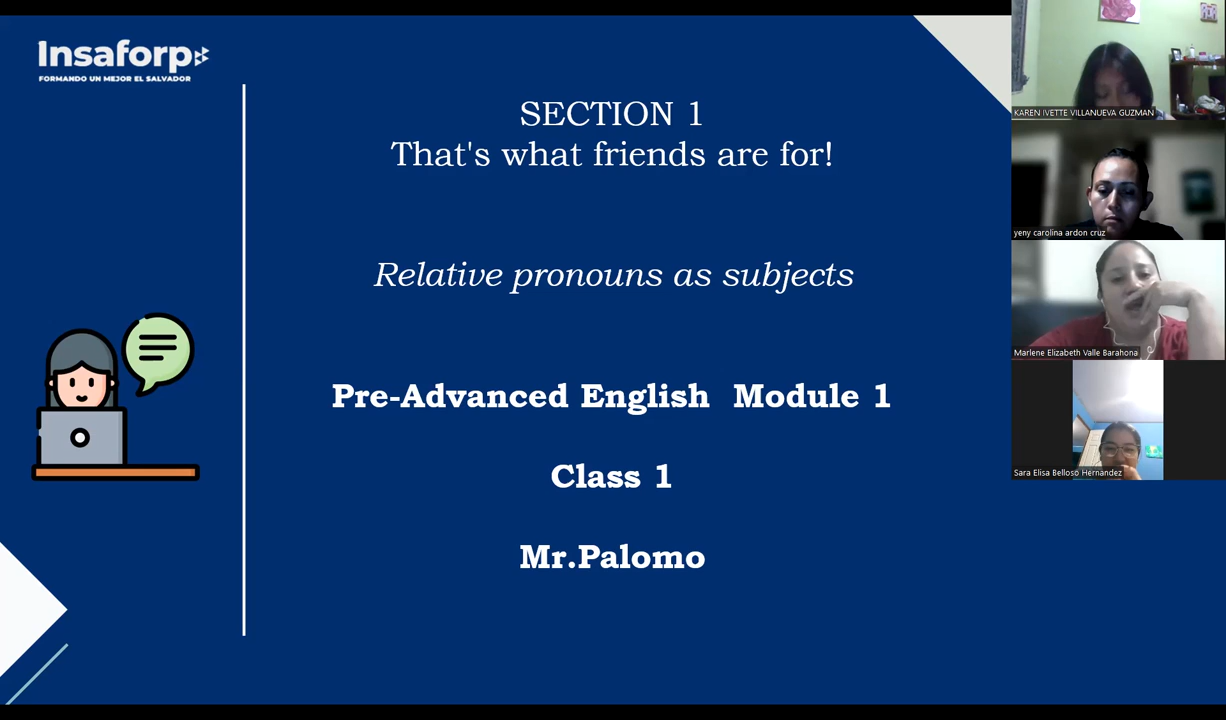 Insaforp
FORMANDO UN MEJOR EL SALVADOR
SECTION 1
That's what friends are for!
Relative pronouns as subjects
Pre-Advanced English  Module 1
Class 1
Mr.Palomo
KAREN IVETTE VILLANUEVA GUZMAN
yeny carolina ardon cruz
Marlene Elizabeth Valle Barahona
Sara Elisa Belloso Hernandez